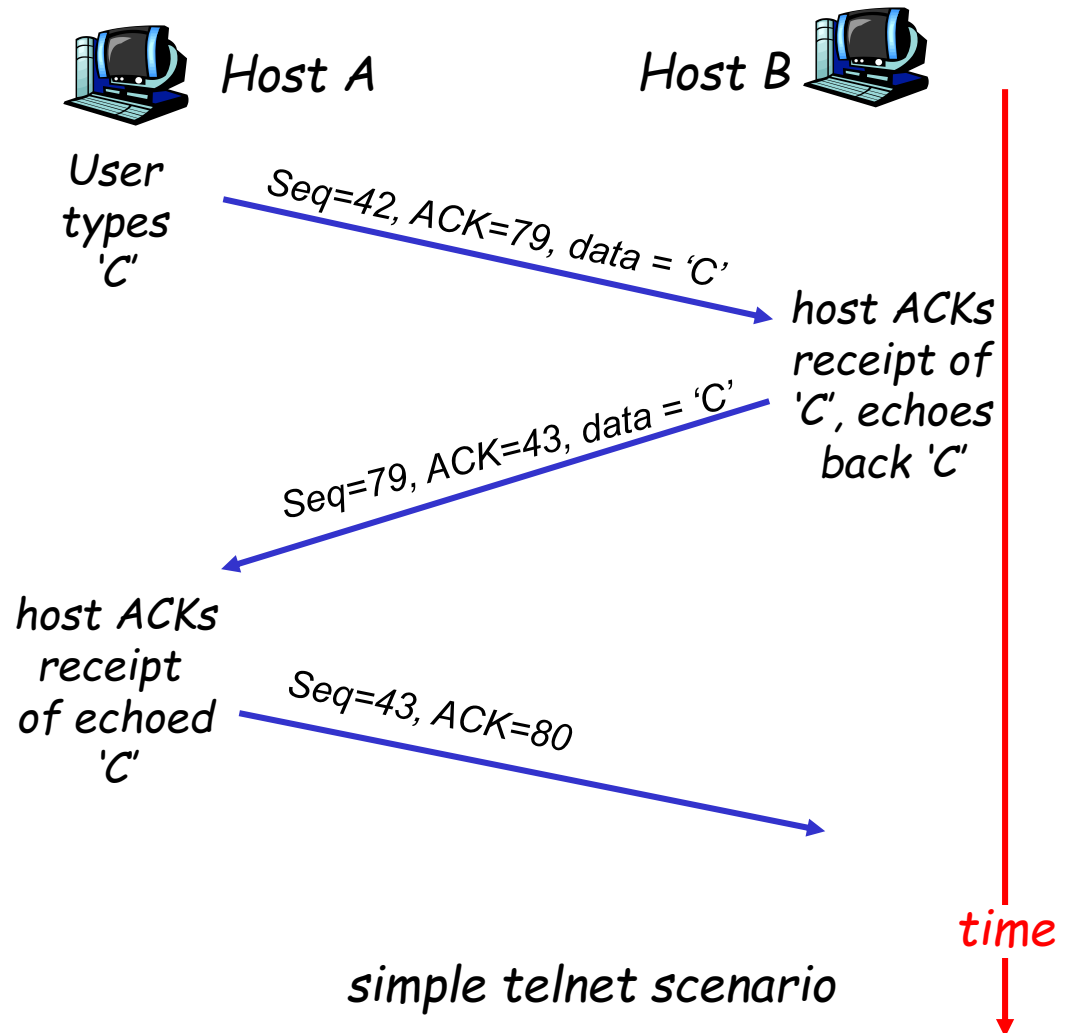 Host A
Host B
User
types
‘C’
Seq=42, ACK=79, data = ‘C’
host ACKs
receipt of
‘C’, echoes
back ‘C’
Seq=79, ACK=43, data = ‘C’
host ACKs
receipt
of echoed
‘C’
Seq=43, ACK=80
time
simple telnet scenario